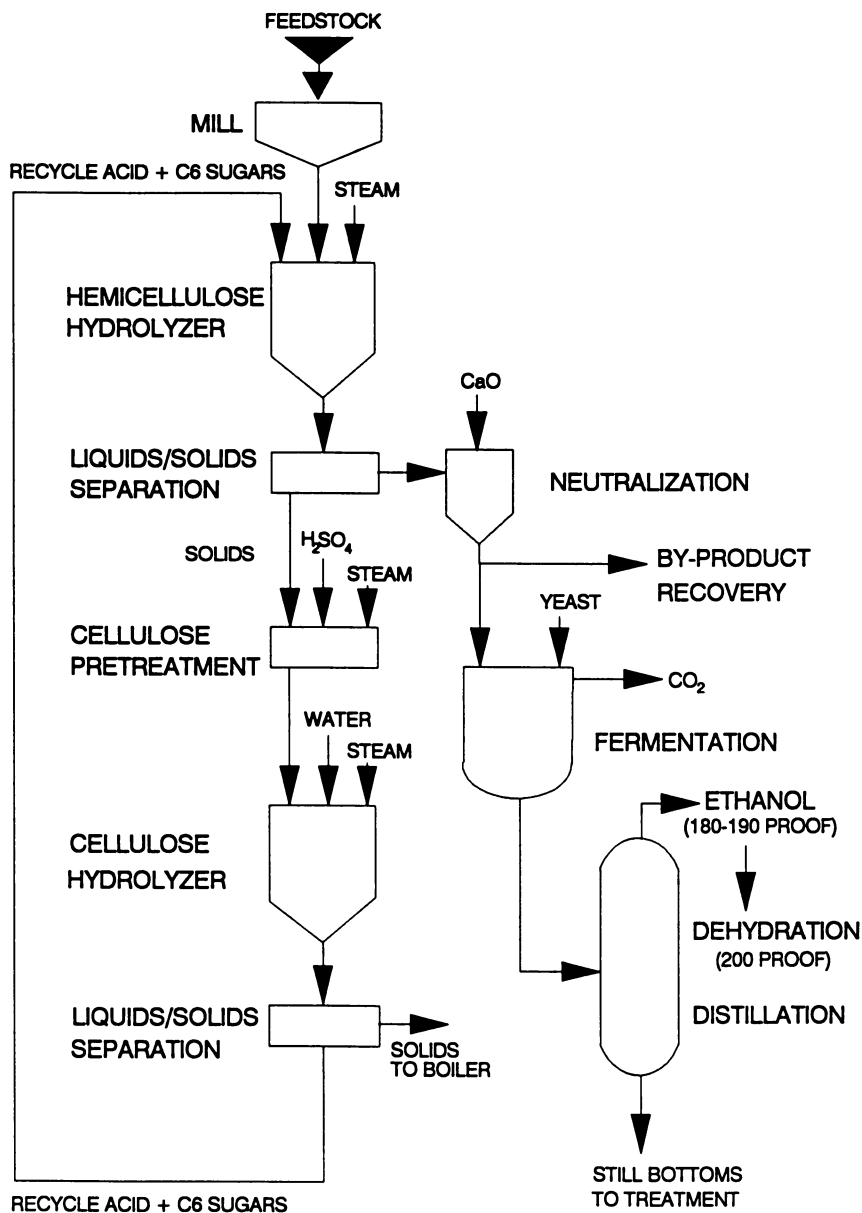 FEEDSTOCK
MILL
RECYCLE ACID + C6 SUGARS
STEAM
HEMICELLULOSE
HYDROLYZER
CaO
LIQUIDS/SOLIDS
SEPARATION
NEUTRALIZATION
SOLIDS
H₂SO₄
STEAM
BY-PRODUCT
RECOVERY
YEAST
CELLULOSE
PRETREATMENT
CO₂
WATER
STEAM
FERMENTATION
ETHANOL
(180-190 PROOF)
CELLULOSE
HYDROLYZER
DEHYDRATION
(200 PROOF)
DISTILLATION
LIQUIDS/SOLIDS
SEPARATION
SOLIDS
TO BOILER
STILL BOTTOMS
TO TREATMENT
RECYCLE ACID + C6 SUGARS